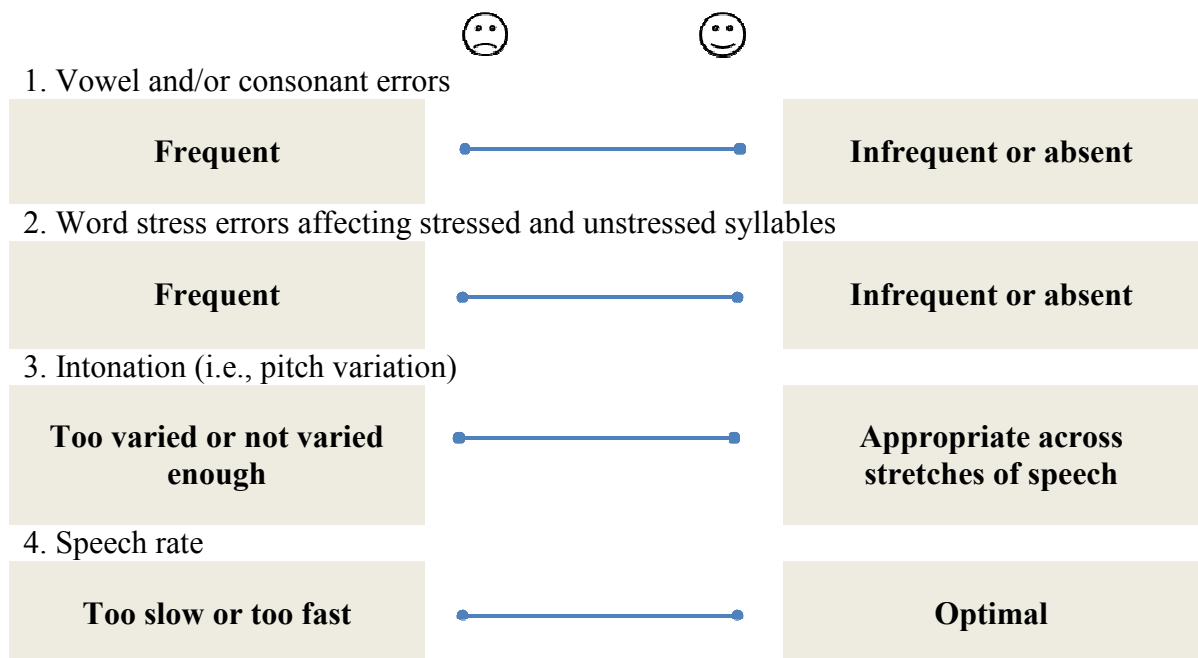 1. Vowel and/or consonant errors
Frequent
Infrequent or absent
2. Word stress errors affecting stressed and unstressed syllables
Frequent
Infrequent or absent
3. Intonation (i.e., pitch variation)
Too varied or not varied
enough
Appropriate across
stretches of speech
4. Speech rate
Too slow or too fast
Optimal